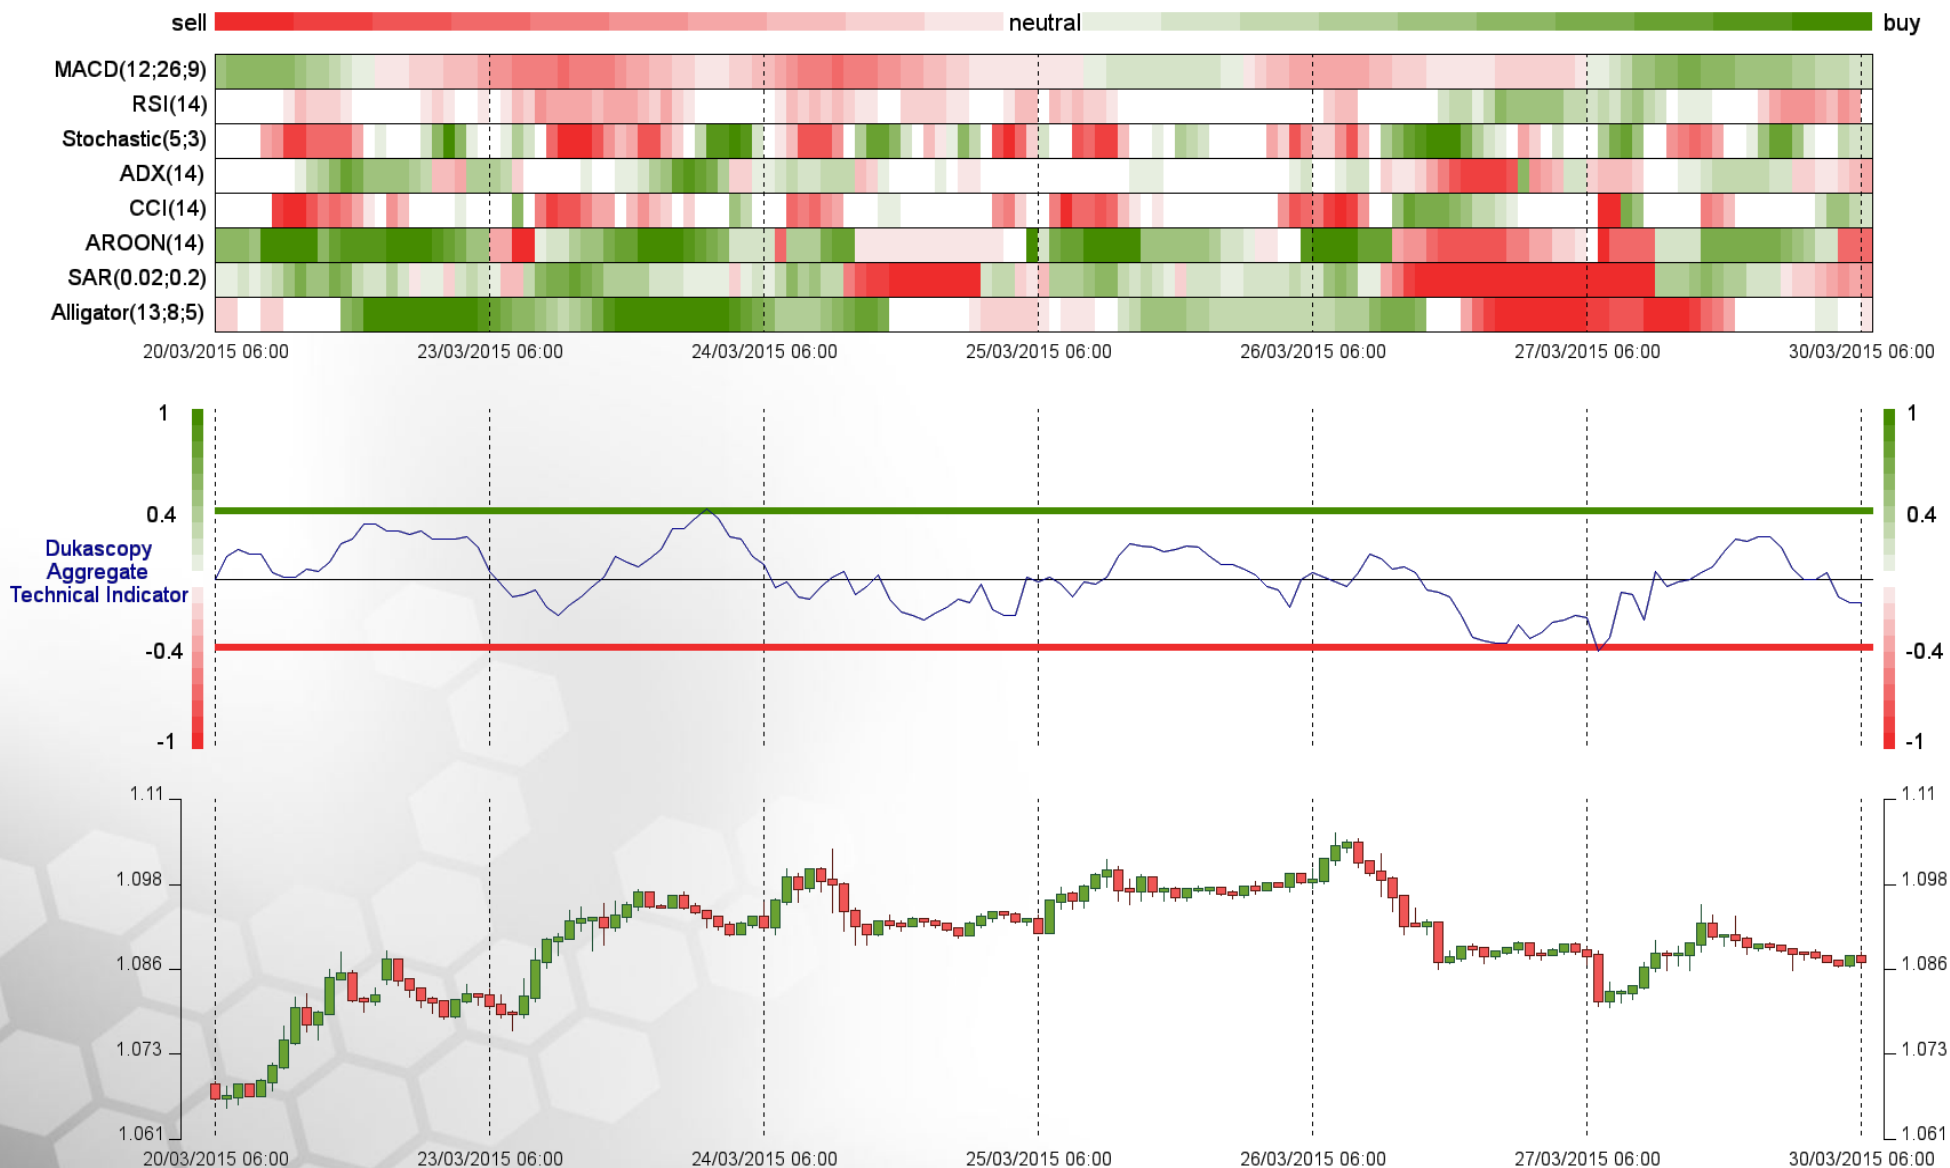 sell neutral buy
MACD(12;26;9)
RSI(14)
Stochastic(5;3)
ADX(14)
CCI(14)
AROON(14)
SAR(0.02;0.2)
Alligator(13;8;5)
20/03/2015 06:00 23/03/2015 06:00 24/03/2015 06:00 25/03/2015 06:00 26/03/2015 06:00 27/03/2015 06:00 30/03/2015 06:00
1 1
0.4 0.4
Dukascopy
Aggregate
Technical Indicator
-0.4 -0.4
-1 -1
1.11 1.11
1.098 1.098
1.086 1.086
1.073 1.073
1.061 1.061
20/03/2015 06:00 23/03/2015 06:00 24/03/2015 06:00 25/03/2015 06:00 26/03/2015 06:00 27/03/2015 06:00 30/03/2015 06:00